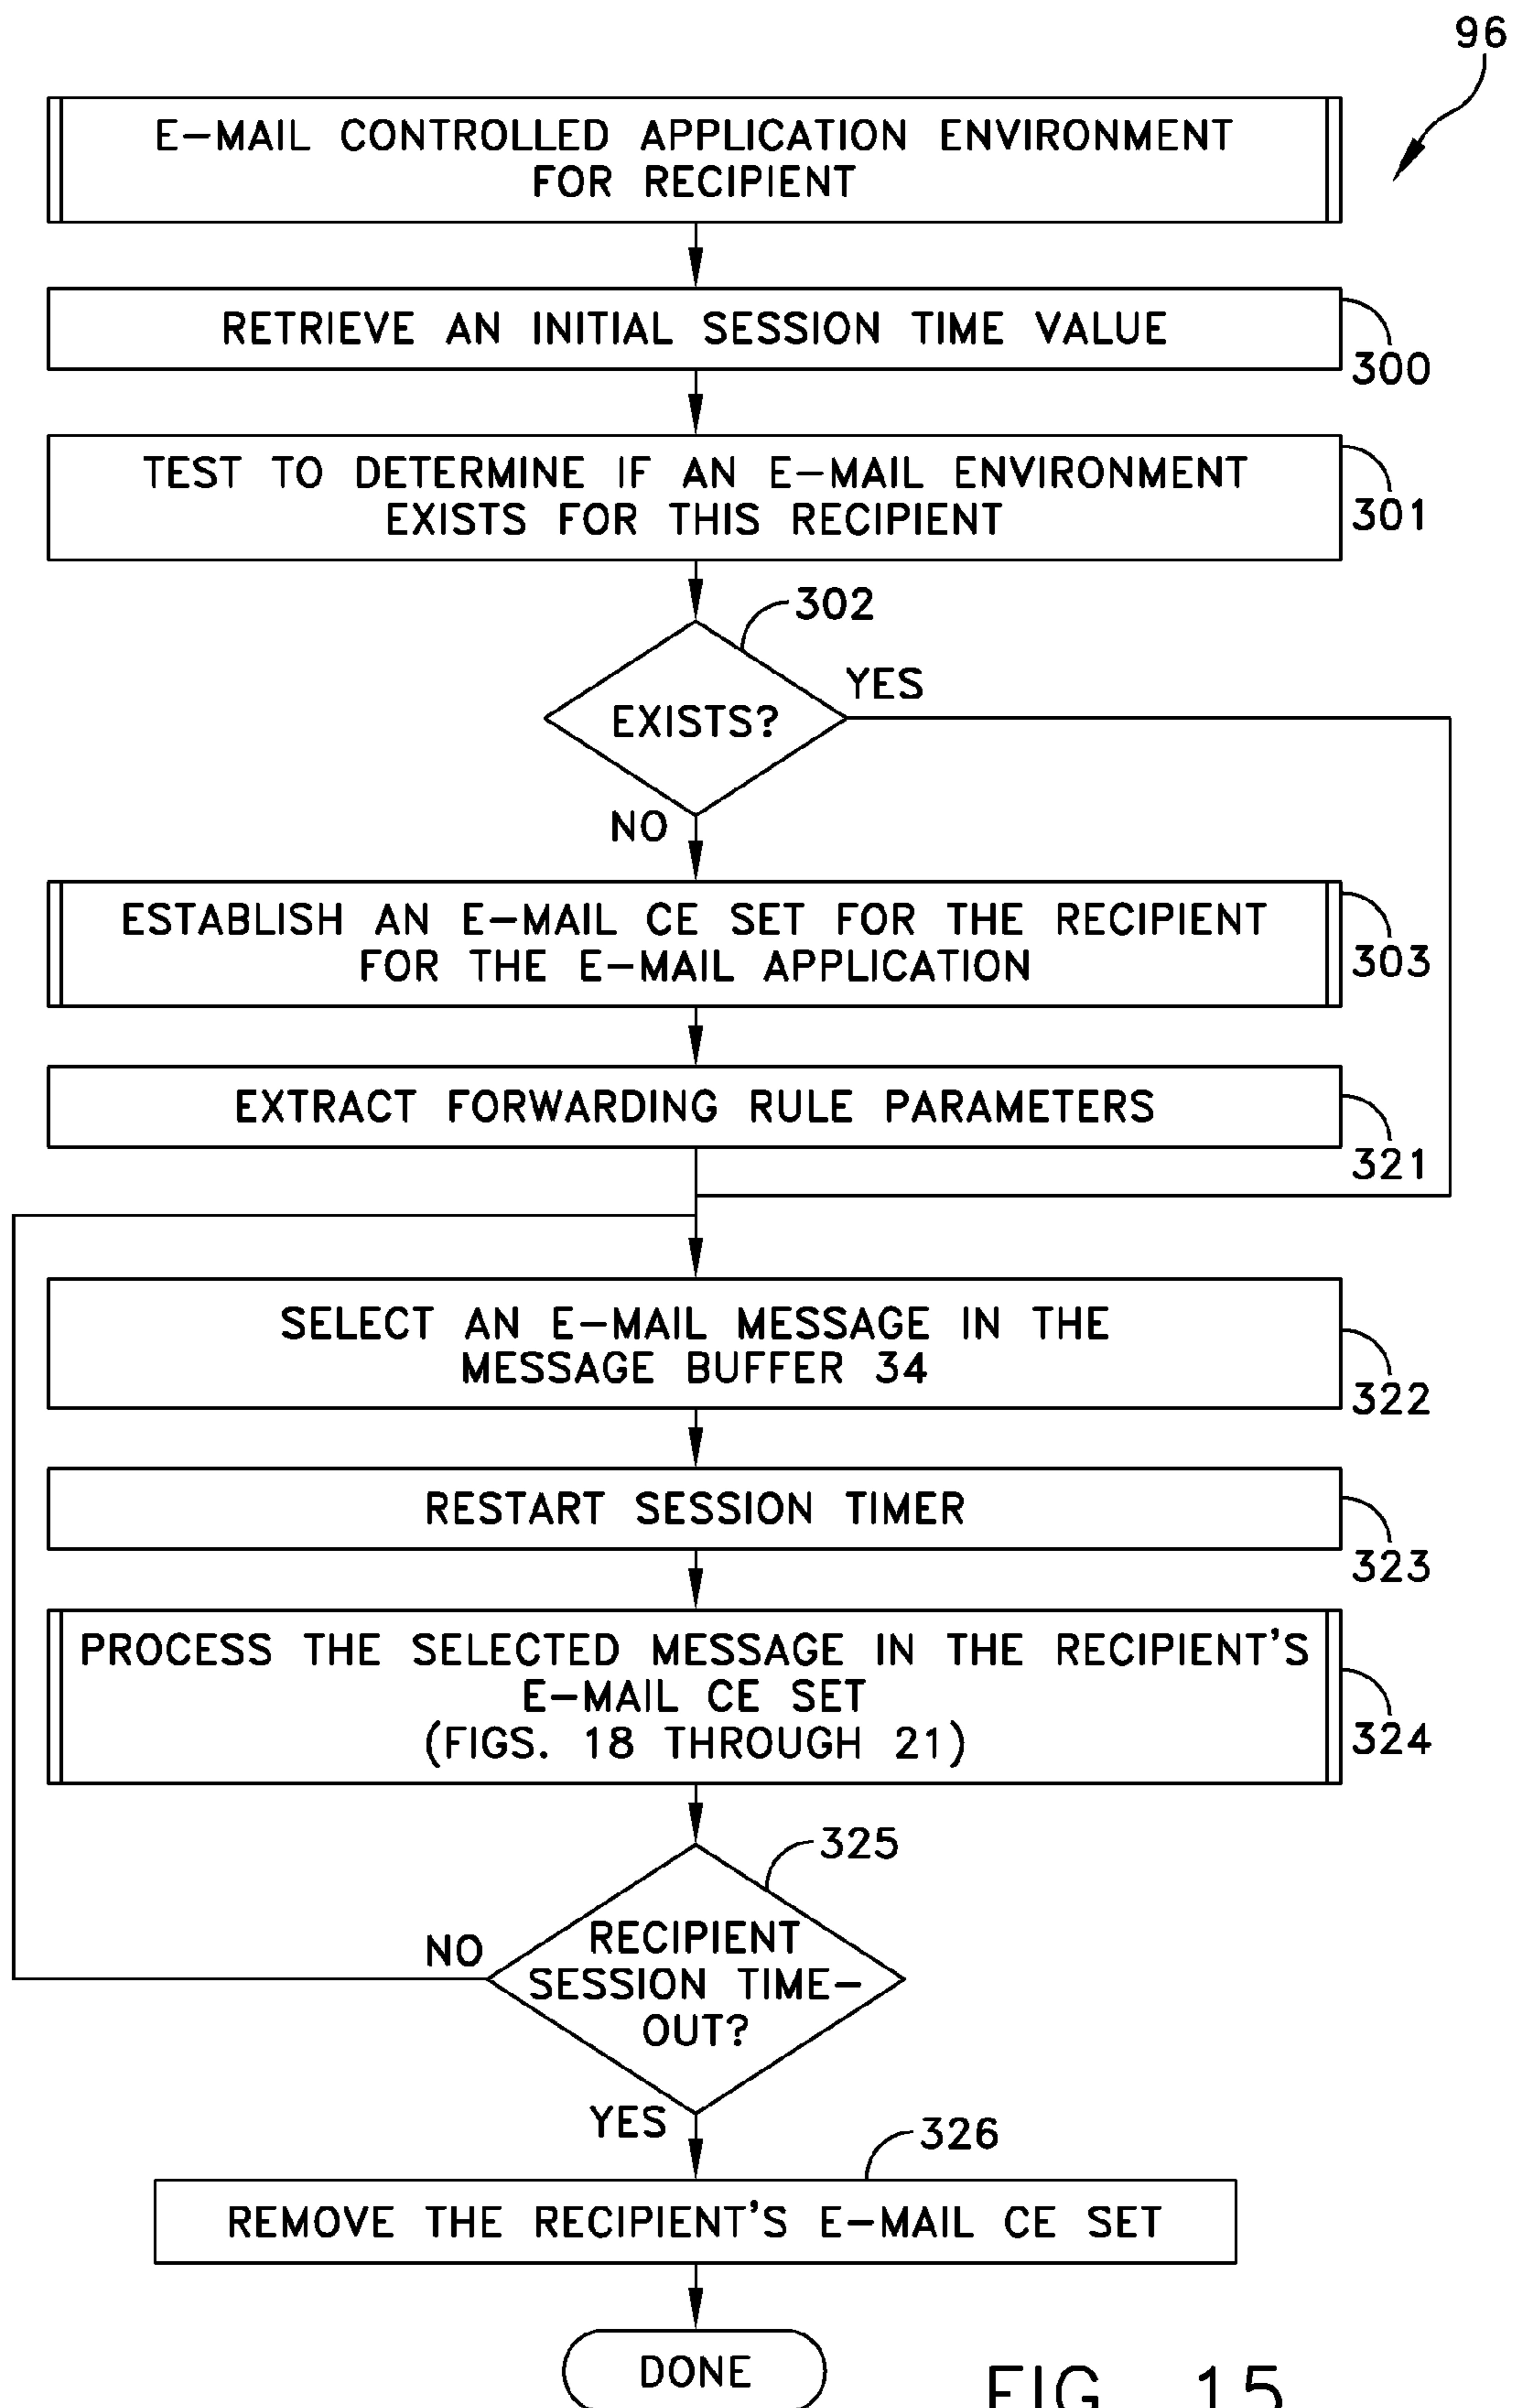 96
E-MAIL CONTROLLED APPLICATION ENVIRONMENT
FOR RECIPIENT
RETRIEVE AN INITIAL SESSION TIME VALUE
300
TEST TO DETERMINE IF AN E-MAIL ENVIRONMENT
EXISTS FOR THIS RECIPIENT
301
302
YES
EXISTS?
NO
ESTABLISH AN E-MAIL CE SET FOR THE RECIPIENT
FOR THE E-MAIL APPLICATION
303
EXTRACT FORWARDING RULE PARAMETERS
321
SELECT AN E-MAIL MESSAGE IN THE
MESSAGE BUFFER 34
322
RESTART SESSION TIMER
323
PROCESS THE SELECTED MESSAGE IN THE RECIPIENT'S
E-MAIL CE SET
(FIGS. 18 THROUGH 21)
324
325
NO
RECIPIENT
SESSION TIME-
OUT?
YES
326
REMOVE THE RECIPIENT'S E-MAIL CE SET
DONE
FIG. 15